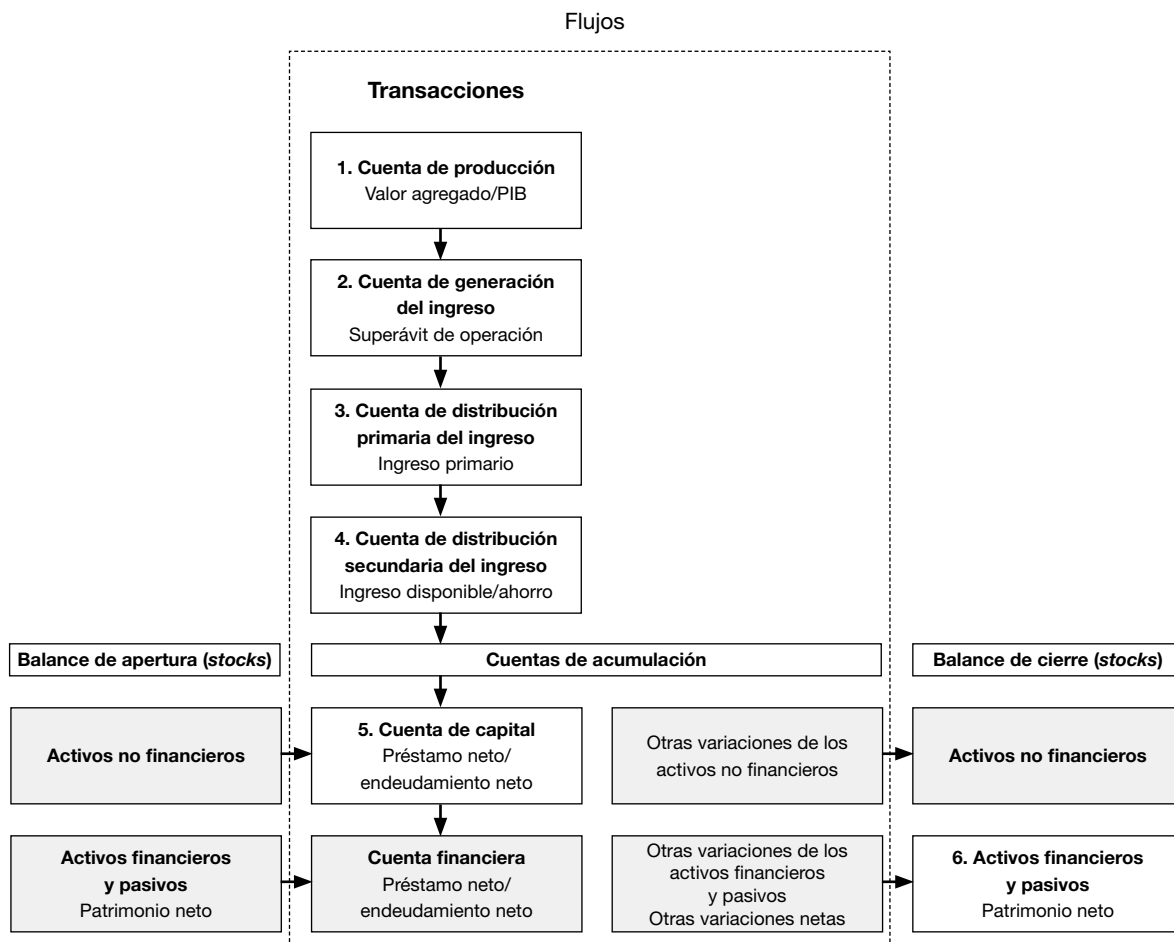 Flujos
Transacciones
1. Cuenta de producción
Valor agregado/PIB
2. Cuenta de generación
del ingreso
Superávit de operación
3. Cuenta de distribución
primaria del ingreso
Ingreso primario
4. Cuenta de distribución
secundaria del ingreso
Ingreso disponible/ahorro
Balance de apertura (stocks)
Cuentas de acumulación
Balance de cierre (stocks)
Activos no financieros
5. Cuenta de capital
Préstamo neto/
endeudamiento neto
Otras variaciones de los
activos no financieros
Activos no financieros
Activos financieros
y pasivos
Patrimonio neto
Cuenta financiera
Préstamo neto/
endeudamiento neto
Otras variaciones de los
activos financieros
y pasivos
Otras variaciones netas
6. Activos financieros
y pasivos
Patrimonio neto